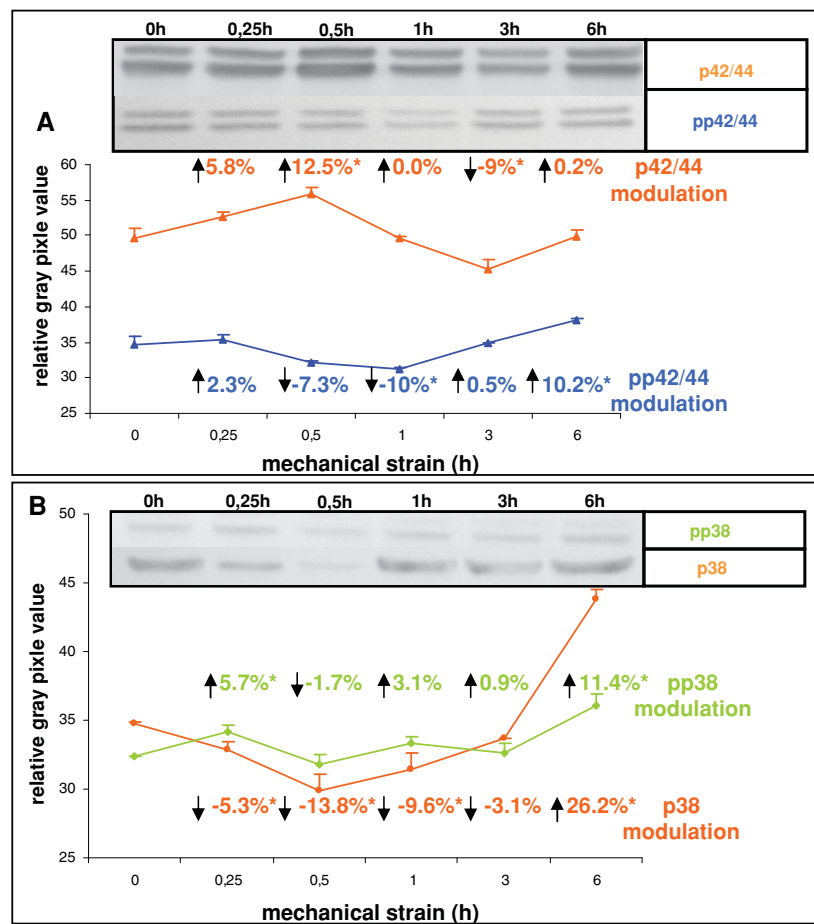 0h 0,25h 0,5h 1h 3h 6h
p42/44
pp42/44
A
60
55
50
45
40
35
30
25
relative gray pixle value
5.8% 12.5%* 0.0% -9%* 0.2%
p42/44
modulation
2.3% -7.3% -10%* 0.5% 10.2%*
pp42/44
modulation
0 0,25 0,5 1 3 6
mechanical strain (h)
B
0h 0,25h 0,5h 1h 3h 6h
pp38
p38
50
45
40
35
30
25
relative gray pixle value
5.7%* -1.7% 3.1% 0.9% 11.4%*
pp38
modulation
-5.3%* -13.8%* -9.6%* -3.1% 26.2%*
p38
modulation
0 0,25 0,5 1 3 6
mechanical strain (h)